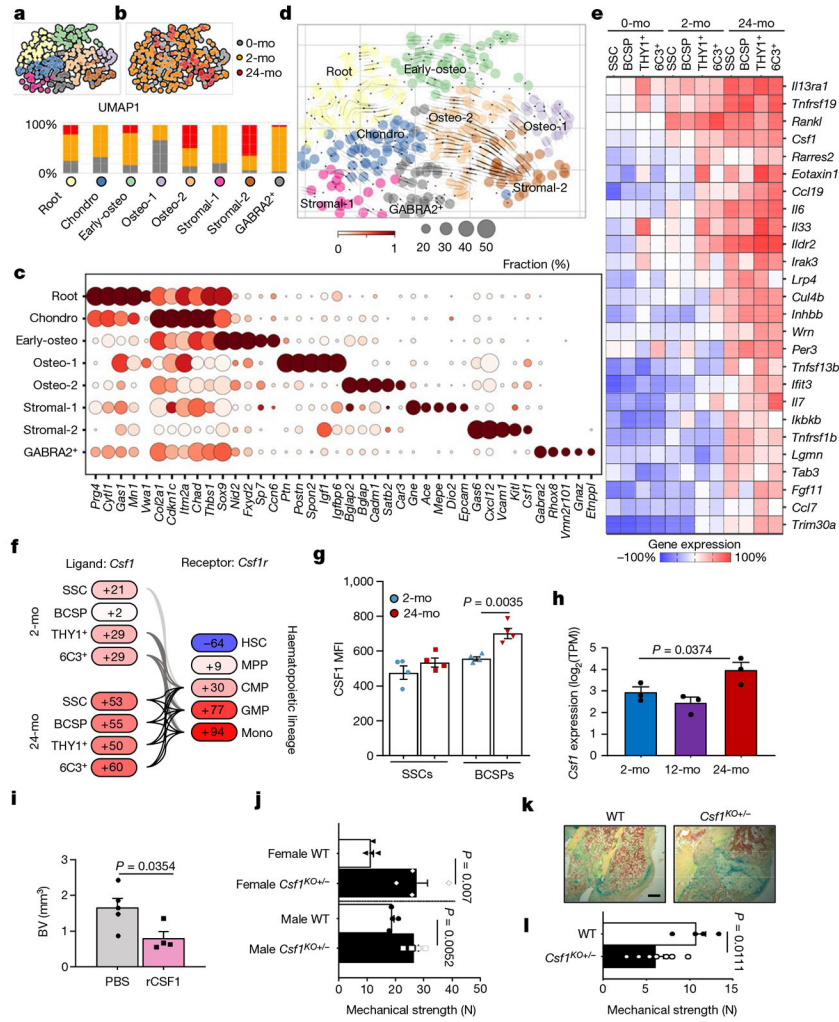 a
b
0-mo
2-mo
24-mo
UMAP1
100%
0%
Root
Chondro
Early-osteo
Osteo-1
Osteo-2
Stromal-1
Stromal-2
GABRA2+
d
Root
Early-osteo
Osteo-2
Chondro
Osteo-1
Stromal-1
GABRA2+
Stromal-2
0 1 20 30 40 50
Fraction (%)
c
Root
Chondro
Early-osteo
Osteo-1
Osteo-2
Stromal-1
Stromal-2
GABRA2+
Prg4
Cytl1
Gas1
Mn1
Vwa1
Col2a1
Cdkn1c
Itm2a
Chad
Thbs1
Sox9
Nid2
Fxyd2
Sp7
Ccn6
Ptn
Postn
Spon2
Igf1
Igfbp6
Bglap2
Bglap
Cadm1
Satb2
Car3
Gne
Ace
Mepe
Dio2
Epcam
Gas6
Cxcl12
Vcam1
Kitl
Csf1
Gabra2
Rhox8
Vmn2r101
Gnaz
Etnppl
e
0-mo 2-mo 24-mo
SSC BCSP THY1+ 6C3+ SSC BCSP THY1+ 6C3+ SSC BCSP THY1+ 6C3+
Il13ra1
Tnfrsf19
Rankl
Csf1
Rarres2
Eotaxin1
Ccl19
Il6
Il33
Ildr2
Irak3
Lrp4
Cul4b
Inhbb
Wrn
Per3
Tnfsf13b
Ifit3
Il7
Ikbkb
Tnfrsf1b
Lgmn
Tab3
Fgf11
Ccl7
Trim30a
Gene expression
–100% 100%
f
Ligand: Csf1 Receptor: Csf1r
2-mo
SSC +21
BCSP +2
THY1+ +29
6C3+ +29
24-mo
SSC +53
BCSP +55
THY1+ +50
6C3+ +60
–64 HSC
+9 MPP
+30 CMP
+77 GMP
+94 Mono
Haematopoietic lineage
g
1,000
800
600
400
200
0
CSF1 MFI
2-mo
24-mo
P = 0.0035
SSCs BCSPs
h
P = 0.0374
5
4
3
2
1
0
Csf1 expression (log2(TPM))
2-mo 12-mo 24-mo
i
P = 0.0354
3
2
1
0
BV (mm3)
PBS rCSF1
j
Female WT
Female Csf1KO+/–
Male WT
Male Csf1KO+/–
P = 0.007
P = 0.0052
0 10 20 30 40 50
Mechanical strength (N)
k
WT Csf1KO+/–
l
WT
Csf1KO+/–
P = 0.0111
0 5 10 15
Mechanical strength (N)